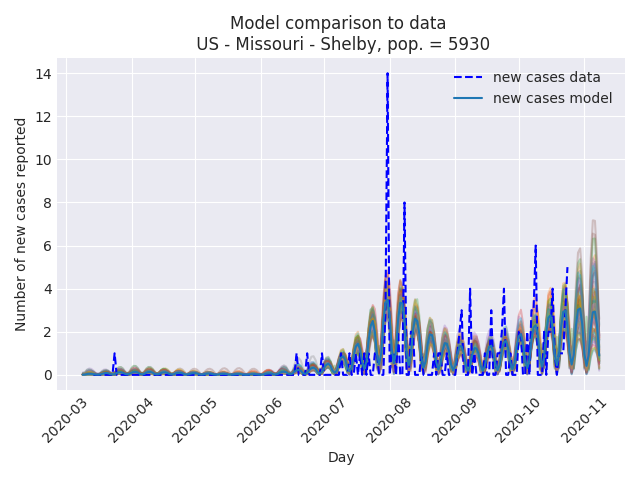 Model comparison to data
US - Missouri - Shelby, pop. = 5930
new cases data
new cases model
Number of new cases reported
14
12
10
8
6
4
2
0
2020-03
2020-04
2020-05
2020-06
2020-07
2020-08
2020-09
2020-10
2020-11
Day